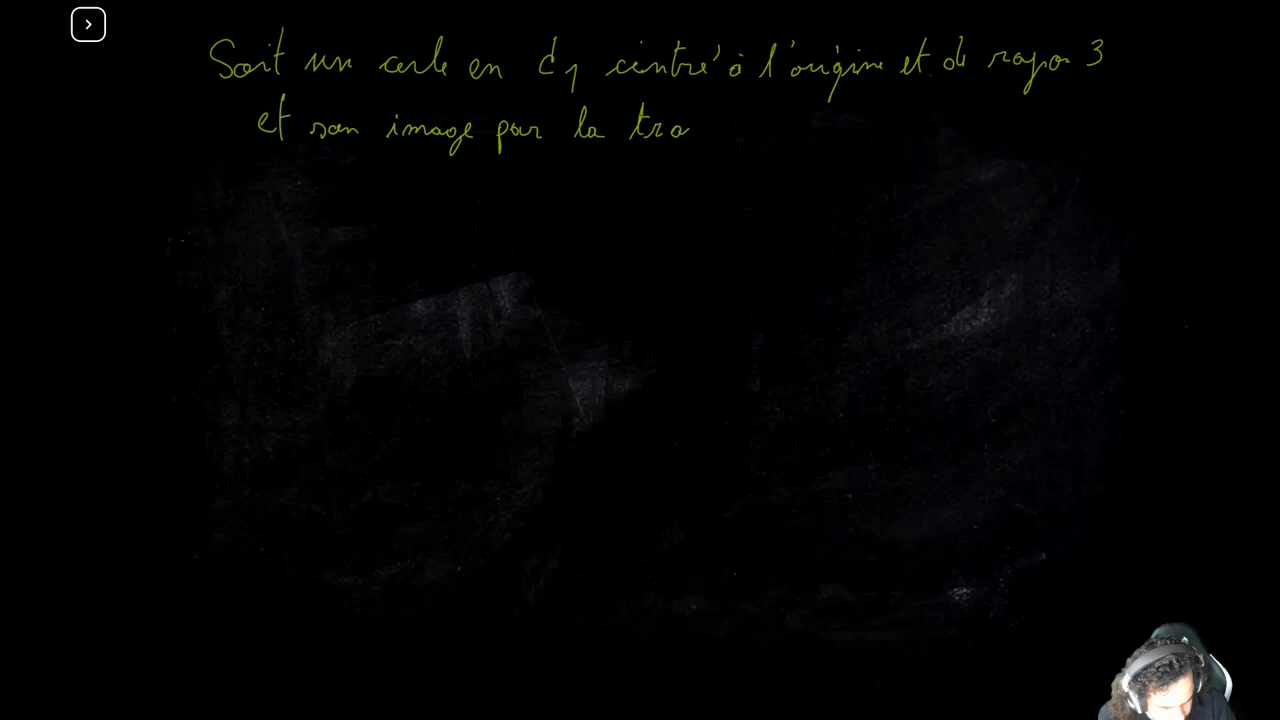 Soit un cercle en C1 centré à l'origine et de rayon 3
et son image par la tra